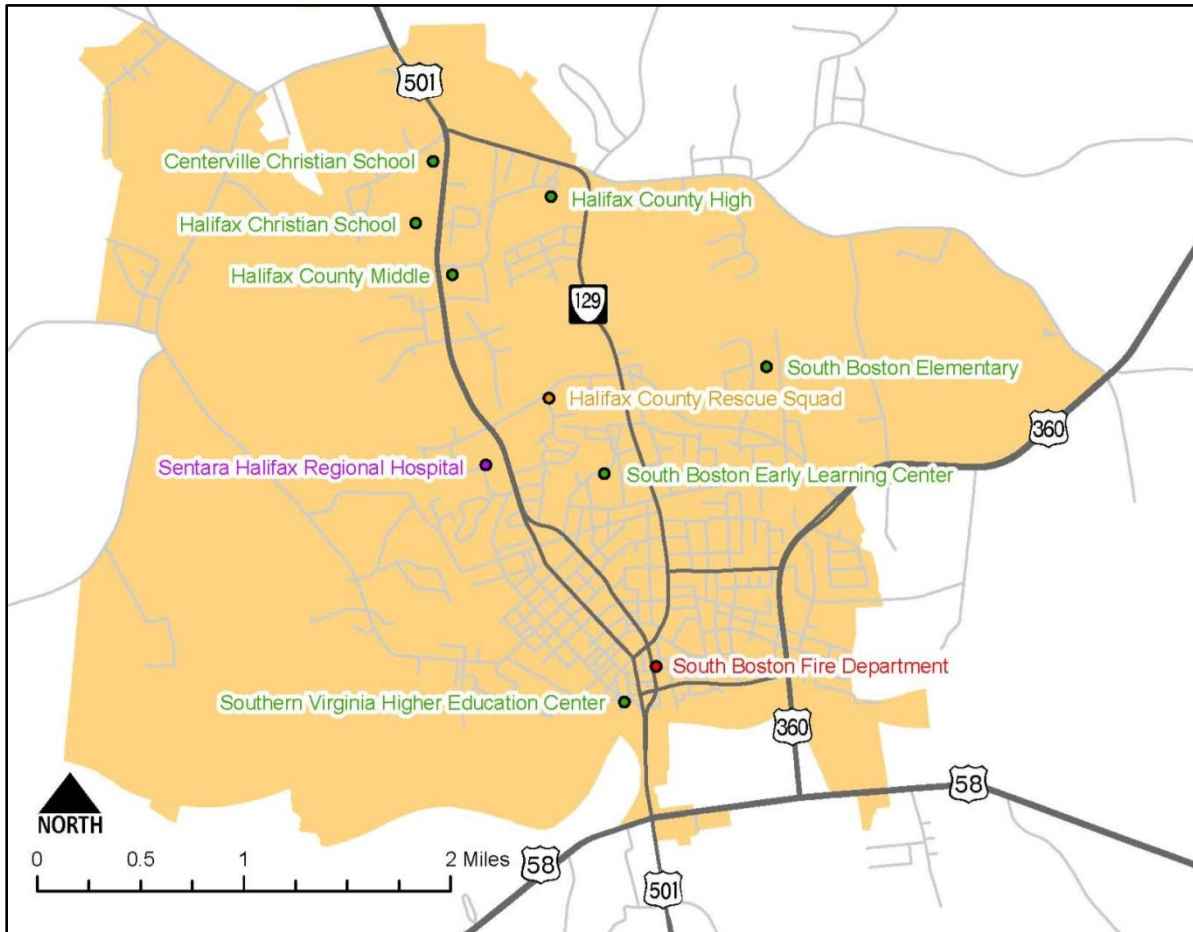 501
Centerville Christian School
Halifax County High
Halifax Christian School
Halifax County Middle
129
South Boston Elementary
Halifax County Rescue Squad
360
Sentara Halifax Regional Hospital
South Boston Early Learning Center
South Boston Fire Department
Southern Virginia Higher Education Center
360
58
NORTH
0 0.5 1 2 Miles
58
501